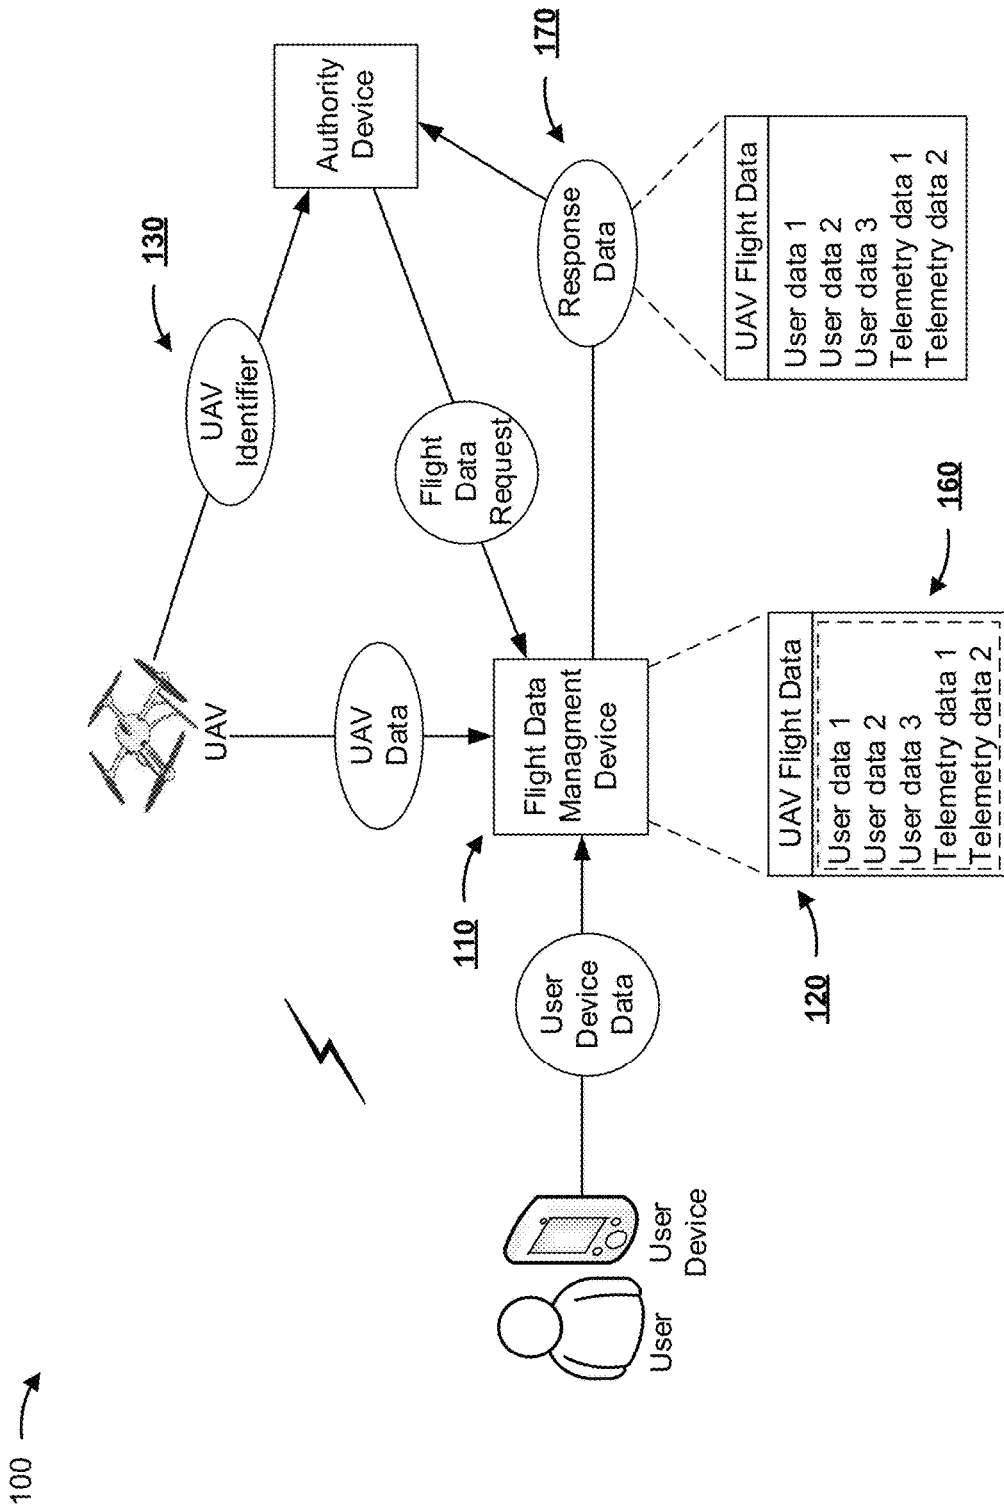 100
130
170
UAV
Identifier
Authority
Device
UAV
UAV
Data
Flight
Data
Request
Response
Data
110
Flight Data
Managment
Device
User
User
Device
User
Device
Data
120
UAV Flight Data
User data 1
User data 2
User data 3
Telemetry data 1
Telemetry data 2
160
UAV Flight Data
User data 1
User data 2
User data 3
Telemetry data 1
Telemetry data 2